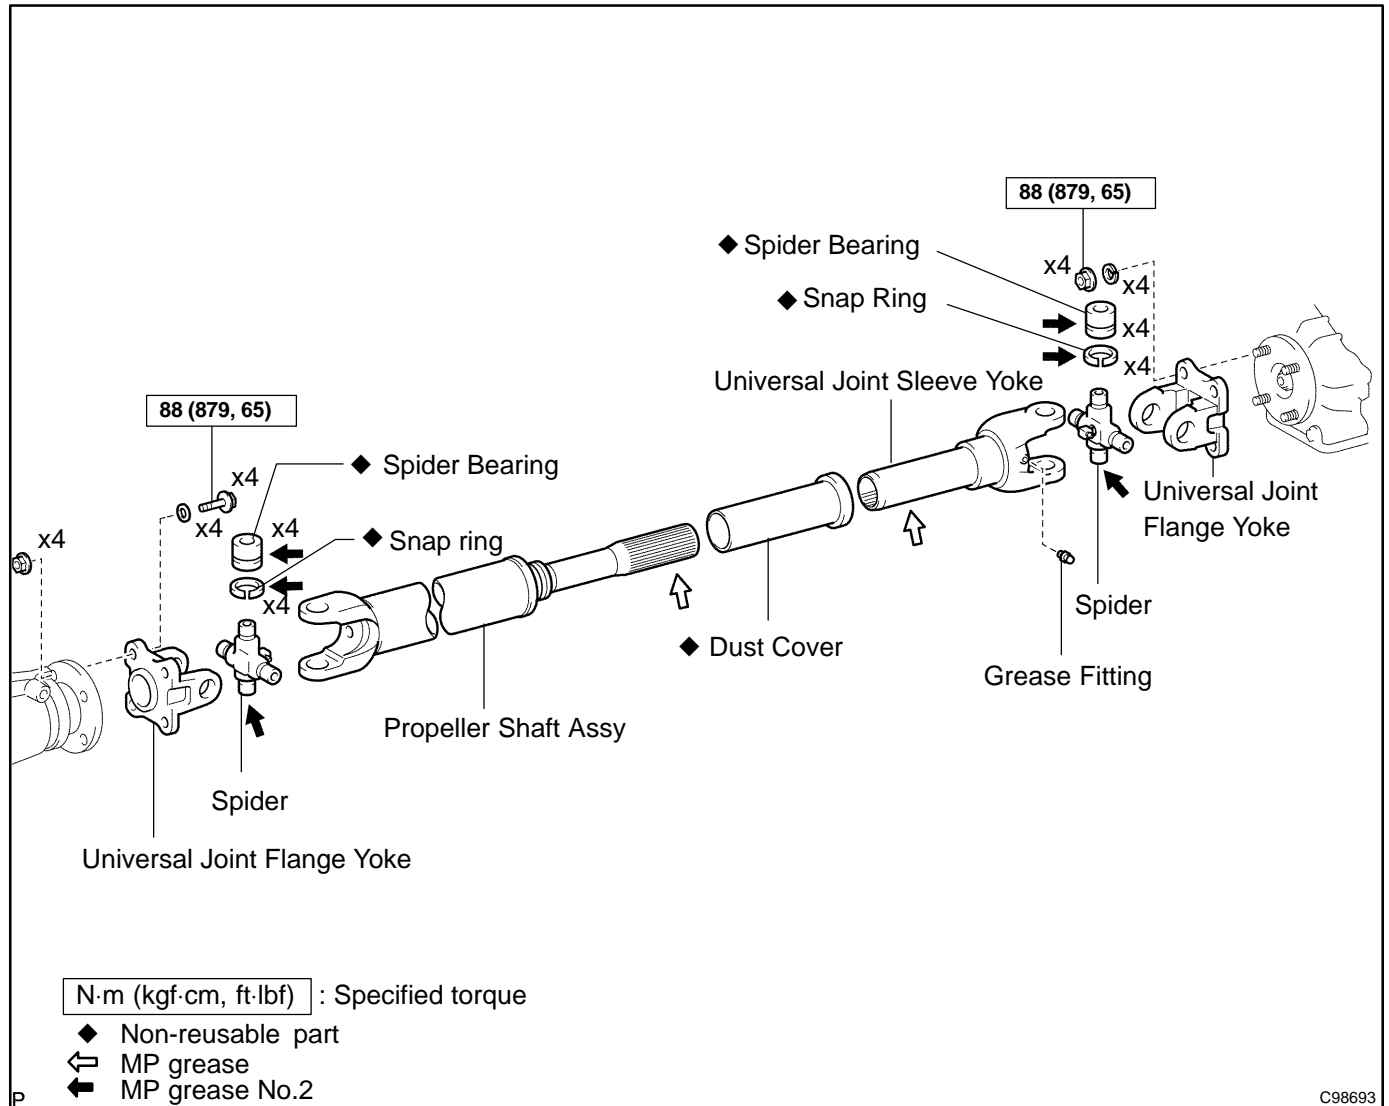 88 (879, 65)
◆ Spider Bearing
x4
x4
◆ Snap Ring
x4
x4
Universal Joint Sleeve Yoke
88 (879, 65)
◆ Spider Bearing
x4
x4
x4
◆ Snap ring
x4
x4
Universal Joint
Flange Yoke
Spider
◆ Dust Cover
Grease Fitting
Propeller Shaft Assy
Spider
Universal Joint Flange Yoke
N·m (kgf·cm, ft·lbf) : Specified torque
◆ Non-reusable part
MP grease
MP grease No.2
P
C98693